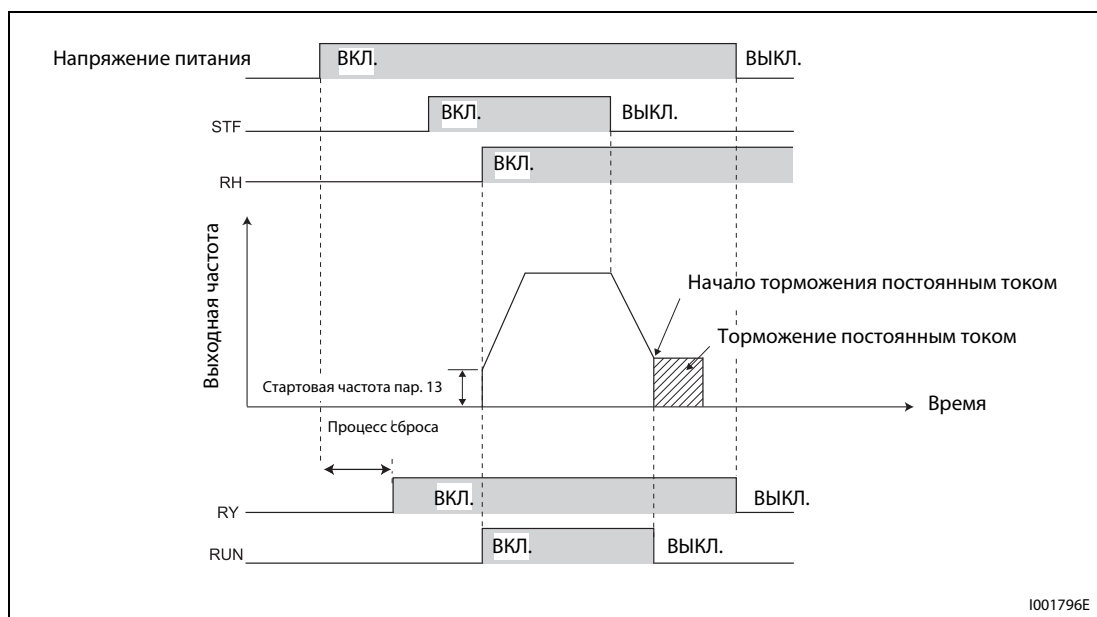 Напряжение питания
ВКЛ.
ВЫКЛ.
STF
ВКЛ.
ВЫКЛ.
RH
ВКЛ.
Выходная частота
Начало торможения постоянным током
Торможение постоянным током
Стартовая частота пар. 13
Время
Процесс сброса
RY
ВКЛ.
ВЫКЛ.
RUN
ВКЛ.
ВЫКЛ.
I001796E